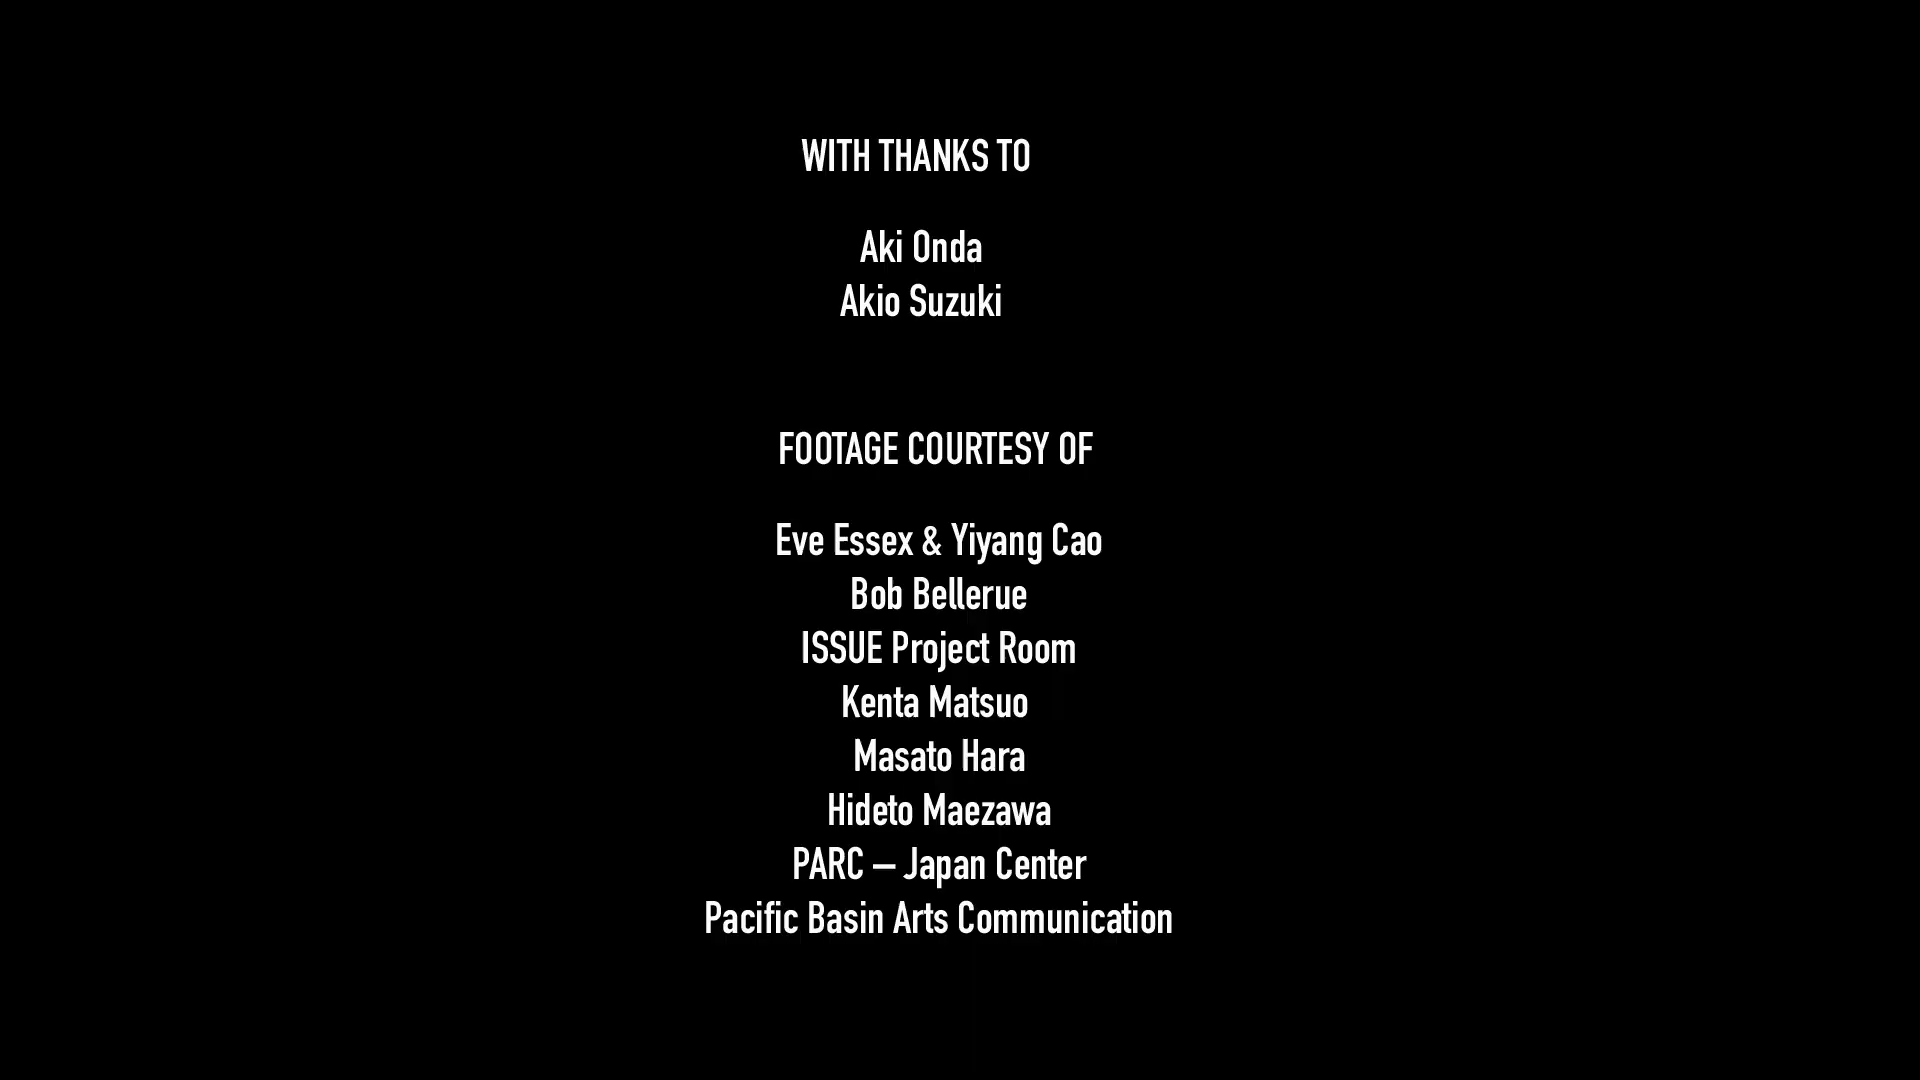 WITH THANKS TO
Aki Onda
Akio Suzuki
FOOTAGE COURTESY OF
Eve Essex & Yiyang Cao
Bob Bellerue
ISSUE Project Room
Kenta Matsuo
Masato Hara
Hideto Maezawa
PARC – Japan Center
Pacific Basin Arts Communication